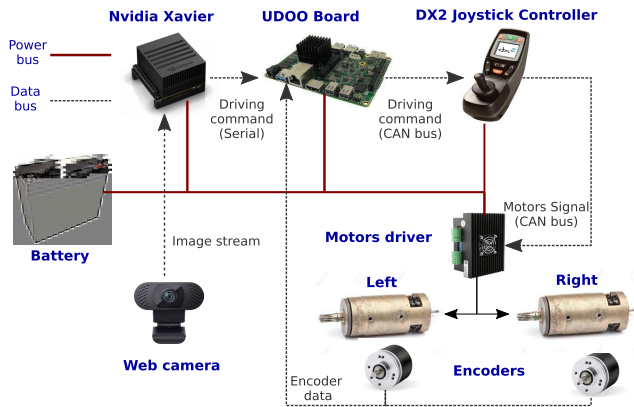 Nvidia Xavier
UDOO Board
DX2 Joystick Controller
Power
bus
Data
bus
Driving
command
(Serial)
Driving
command
(CAN bus)
Motors Signal
(CAN bus)
Battery
Image stream
Motors driver
Left
Right
Web camera
Encoders
Encoder
data